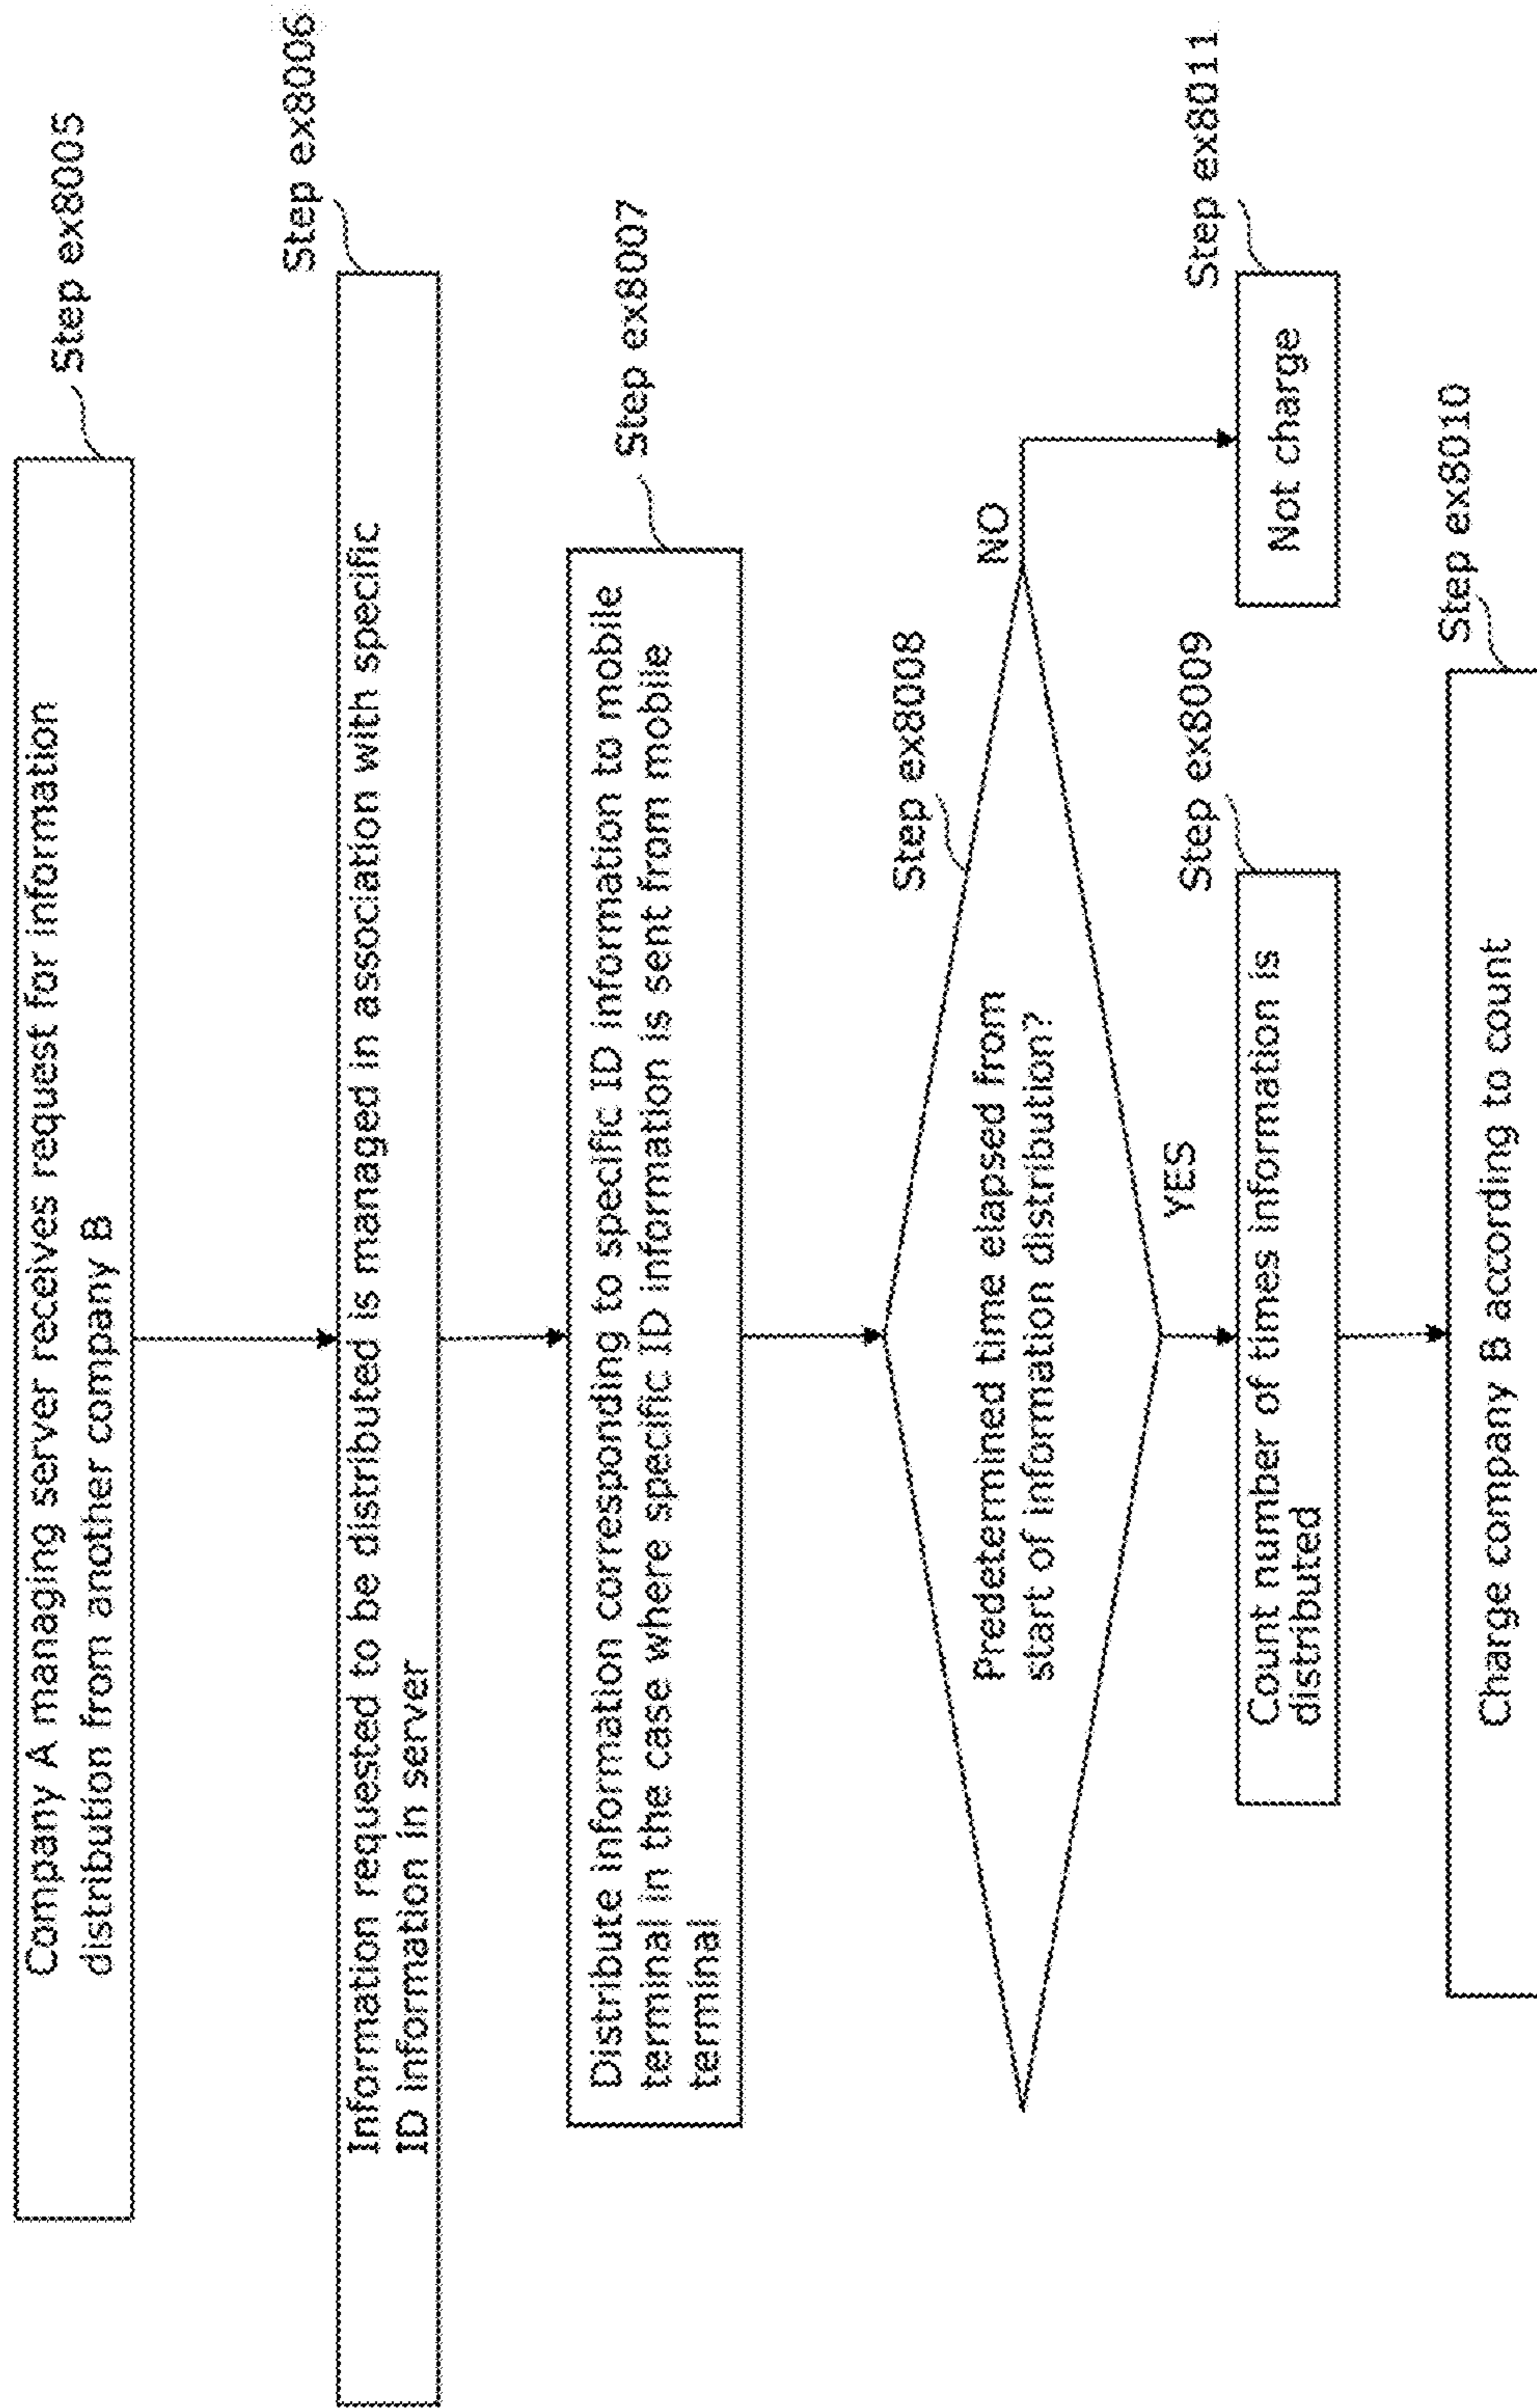 Step ex8005
Company A managing server receives request for information
distribution from another company B
Step ex8006
Information requested to be distributed is managed in association with specific
ID information in server
Step ex8007
Distribute information corresponding to specific ID information to mobile
terminal in the case where specific ID information is sent from mobile
terminal
Step ex8008
Predetermined time elapsed from
start of information distribution?
NO
YES
Step ex8009
Count number of times information is
distributed
Step ex8011
Not charge
Step ex8010
Charge company B according to count